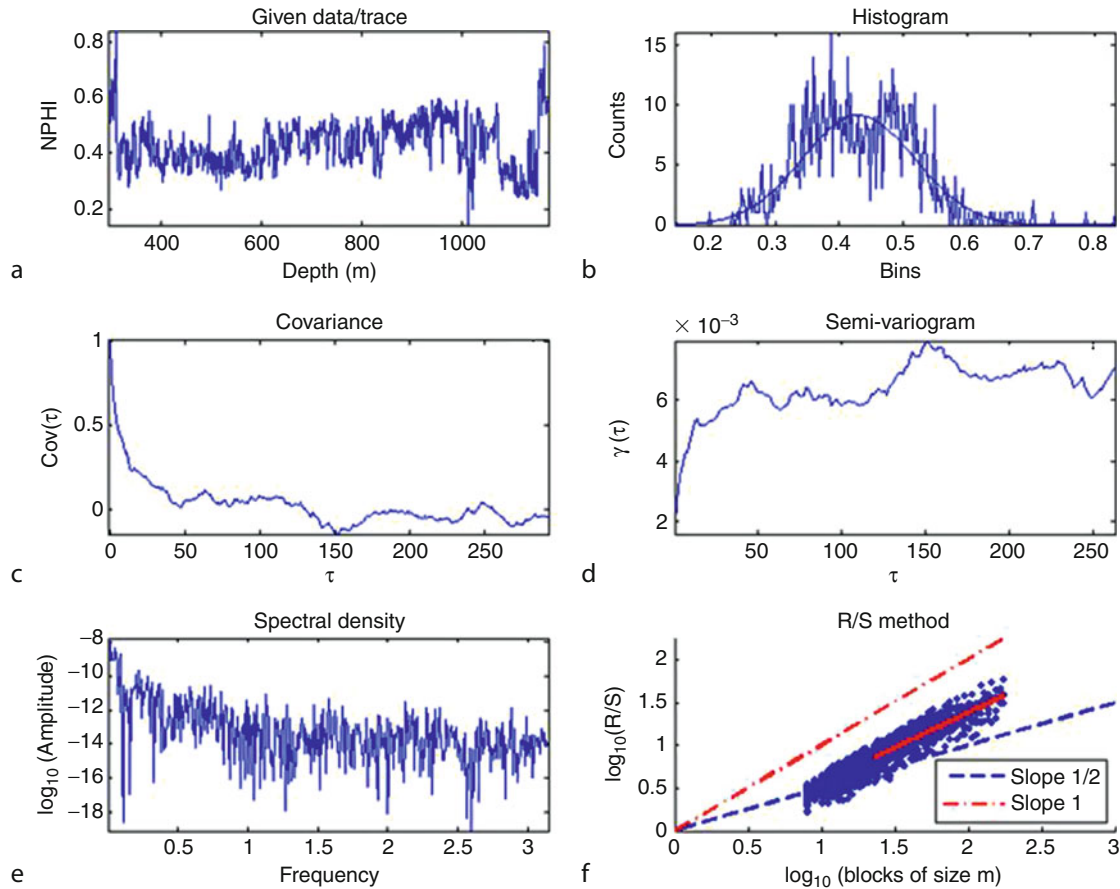 Given data/trace
0.8
0.6
0.4
0.2
NPHI
400 600 800 1000
Depth (m)
a
Histogram
15
10
5
0
Counts
0.2 0.3 0.4 0.5 0.6 0.7 0.8
Bins
b
Covariance
1
0.5
0
Cov(τ)
0 50 100 150 200 250
τ
c
Semi-variogram
× 10⁻³
6
4
2
γ(τ)
50 100 150 200 250
τ
d
Spectral density
−8
−10
−12
−14
−16
−18
log₁₀ (Amplitude)
0.5 1 1.5 2 2.5 3
Frequency
e
R/S method
2
1.5
1.0
0.5
0
log₁₀(R/S)
0 0.5 1 1.5 2 2.5 3
log₁₀ (blocks of size m)
Slope 1/2
Slope 1
f